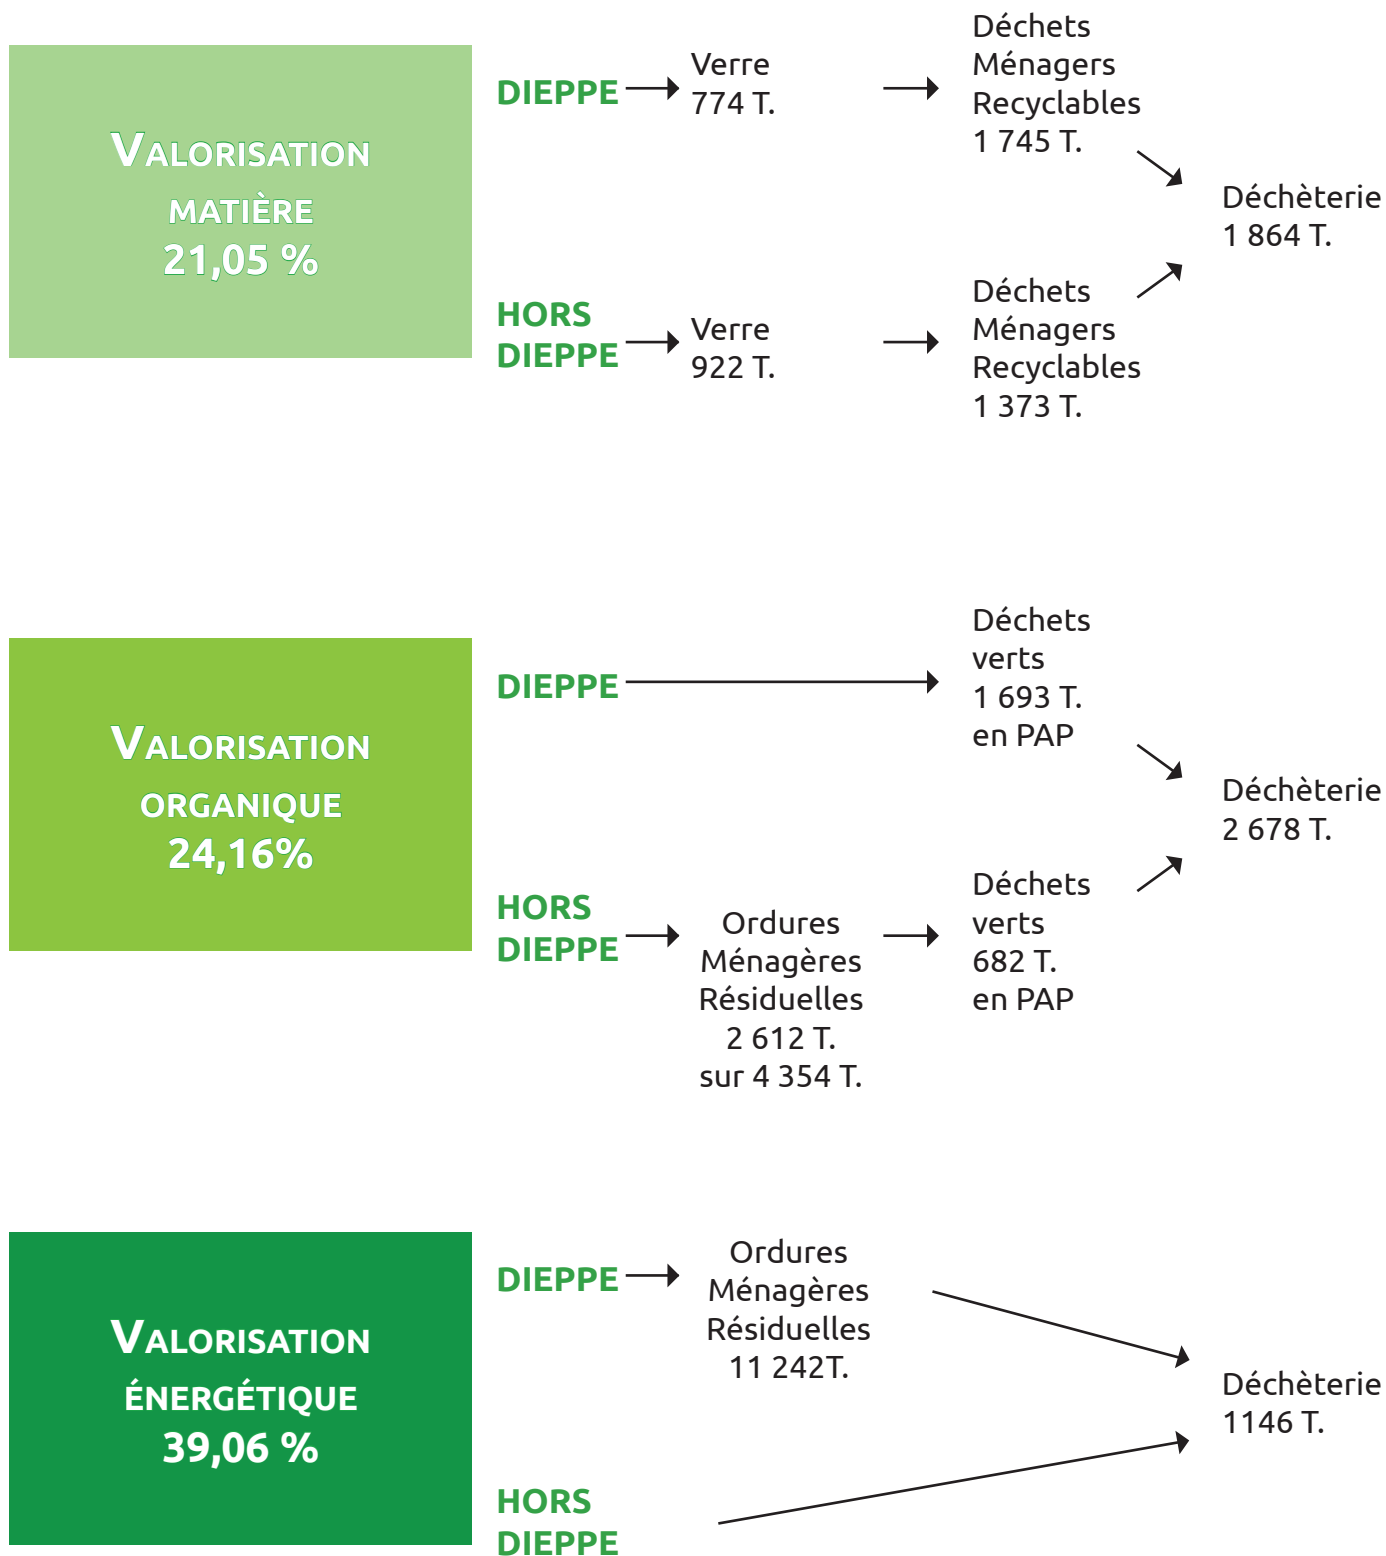 Valorisation
matière
21,05 %
DIEPPE
Verre
774 T.
Déchets
Ménagers
Recyclables
1 745 T.
HORS
DIEPPE
Verre
922 T.
Déchets
Ménagers
Recyclables
1 373 T.
Déchèterie
1 864 T.
Valorisation
organique
24,16%
DIEPPE
Déchets
verts
1 693 T.
en PAP
HORS
DIEPPE
Ordures
Ménagères
Résiduelles
2 612 T.
sur 4 354 T.
Déchets
verts
682 T.
en PAP
Déchèterie
2 678 T.
Valorisation
énergétique
39,06 %
DIEPPE
Ordures
Ménagères
Résiduelles
11 242T.
HORS
DIEPPE
Déchèterie
1146 T.